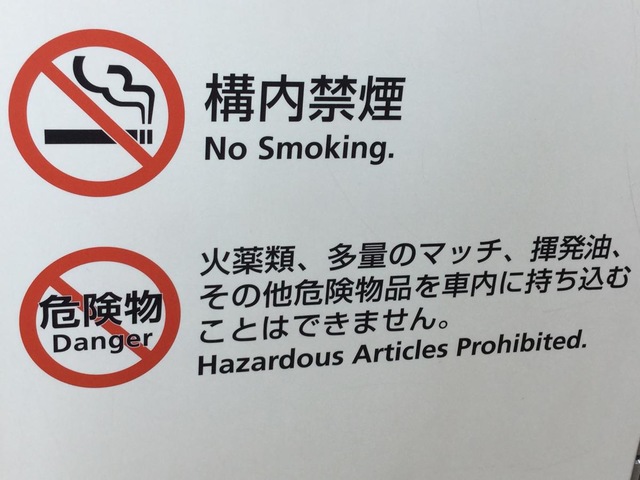 構内禁煙
No Smoking.
危険物
Danger
火薬類、多量のマッチ、揮発油、
その他危険物品を車内に持ち込む
ことはできません。
Hazardous Articles Prohibited.